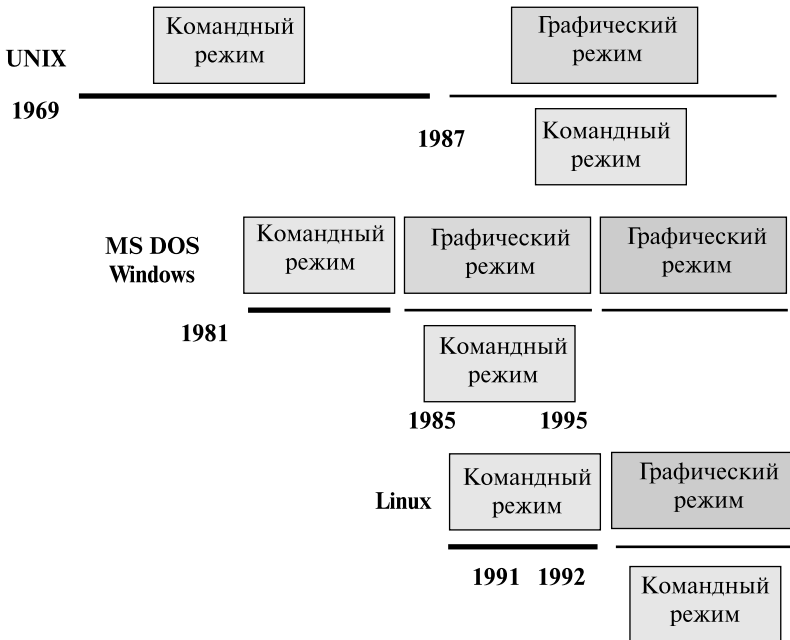 Командный
режим
Графический
режим
UNIX
1969
1987
Командный
режим
MS DOS
Windows
Командный
режим
Графический
режим
Графический
режим
1981
Командный
режим
1985
1995
Linux
Командный
режим
Графический
режим
1991
1992
Командный
режим